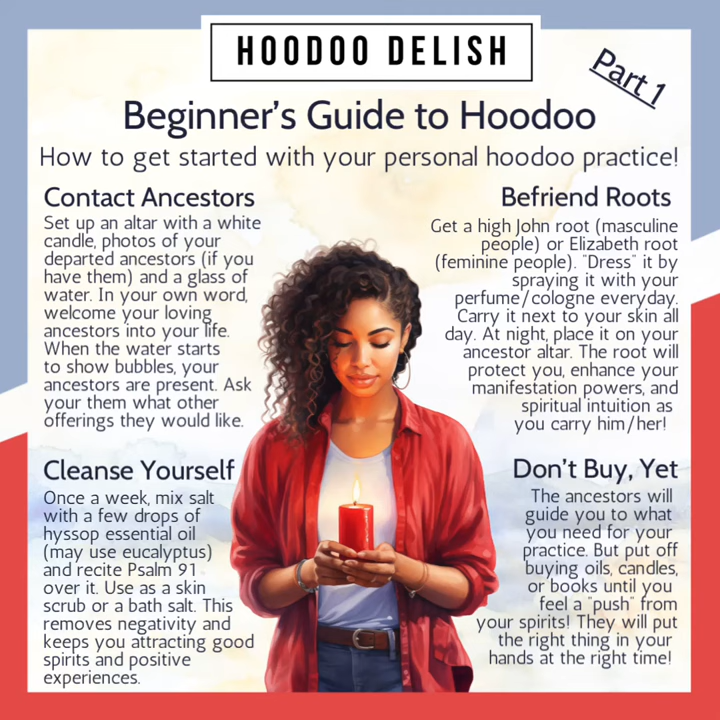 HOODOO DELISH
Part 1
Beginner's Guide to Hoodoo
How to get started with your personal hoodoo practice!
Contact Ancestors
Set up an altar with a white
candle, photos of your
departed ancestors (if you
have them) and a glass of
water. In your own word,
welcome your loving
ancestors into your life.
When the water starts
to show bubbles, your
ancestors are present. Ask
your them what other
offerings they would like.
Befriend Roots
Get a high John root (masculine
people) or Elizabeth root
(feminine people). "Dress" it by
spraying it with your
perfume/cologne everyday.
Carry it next to your skin all
day. At night, place it on your
ancestor altar. The root will
protect you, enhance your
manifestation powers, and
spiritual intuition as
you carry him/her!
Cleanse Yourself
Once a week, mix salt
with a few drops of
hyssop essential oil
(may use eucalyptus)
and recite Psalm 91
over it. Use as a skin
scrub or a bath salt. This
removes negativity and
keeps you attracting good
spirits and positive
experiences.
Don't Buy, Yet
The ancestors will
guide you to what
you need for your
practice. But put off
buying oils, candles,
or books until you
feel a "push" from
your spirits! They will put
the right thing in your
hands at the right time!